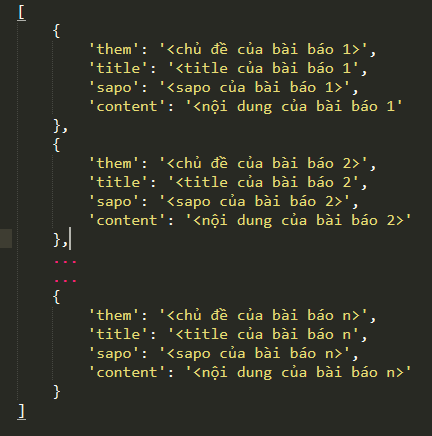 [
{
'them': '<chủ đề của bài báo 1>',
'title': '<title của bài báo 1',
'sapo': '<sapo của bài báo 1>',
'content': '<nội dung của bài báo 1'
},
{
'them': '<chủ đề của bài báo 2>',
'title': '<title của bài báo 2',
'sapo': '<sapo của bài báo 2>',
'content': '<nội dung của bài báo 2>'
},
...
...
{
'them': '<chủ đề của bài báo n>',
'title': '<title của bài báo n',
'sapo': '<sapo của bài báo n>',
'content': '<nội dung của bài báo n>'
}
]